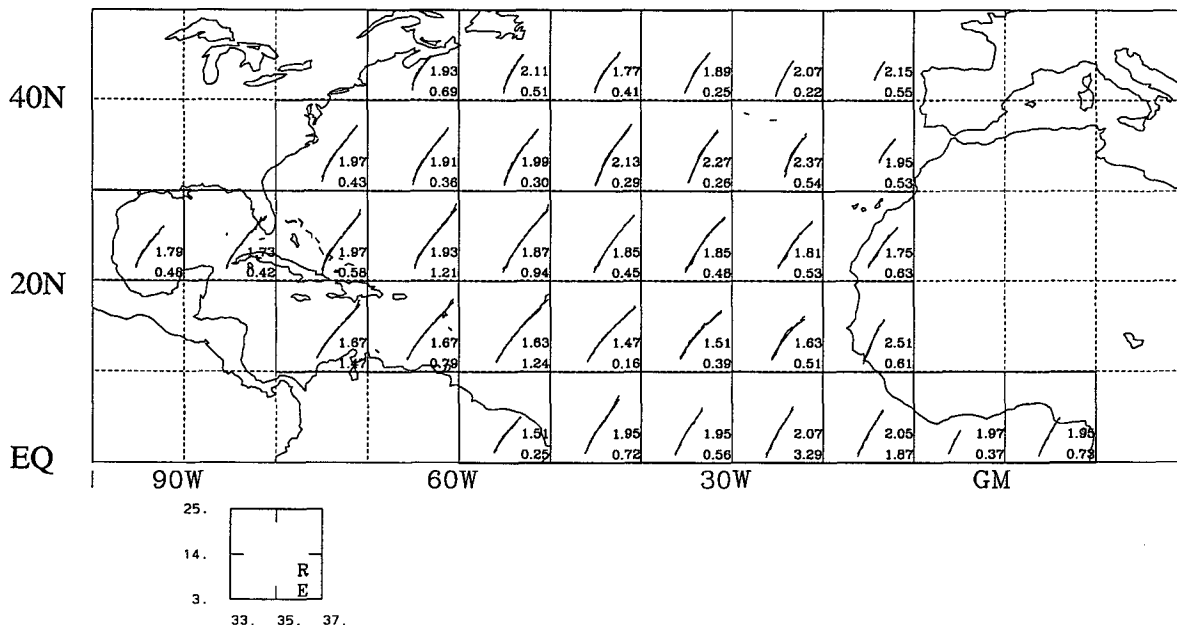 1.93 2.11 1.77 1.89 2.07 2.15
40N 0.69 0.51 0.41 0.25 0.22 0.55
1.97 1.91 1.99 2.13 2.27 2.37 1.95
0.43 0.36 0.30 0.29 0.26 0.54 0.53
1.79 1.73 1.97 1.93 1.87 1.85 1.85 1.81 1.75
0.46 0.42 0.58 1.21 0.94 0.45 0.48 0.53 0.63
20N
1.67 1.67 1.63 1.47 1.51 1.63 2.51
1.47 0.79 1.24 0.16 0.39 0.51 0.61
1.51 1.95 1.95 2.07 2.05 1.97 1.95
EQ 0.25 0.72 0.56 3.29 1.87 0.37 0.73
90W 60W 30W GM
25.
14.
R
E
3.
33. 35. 37.